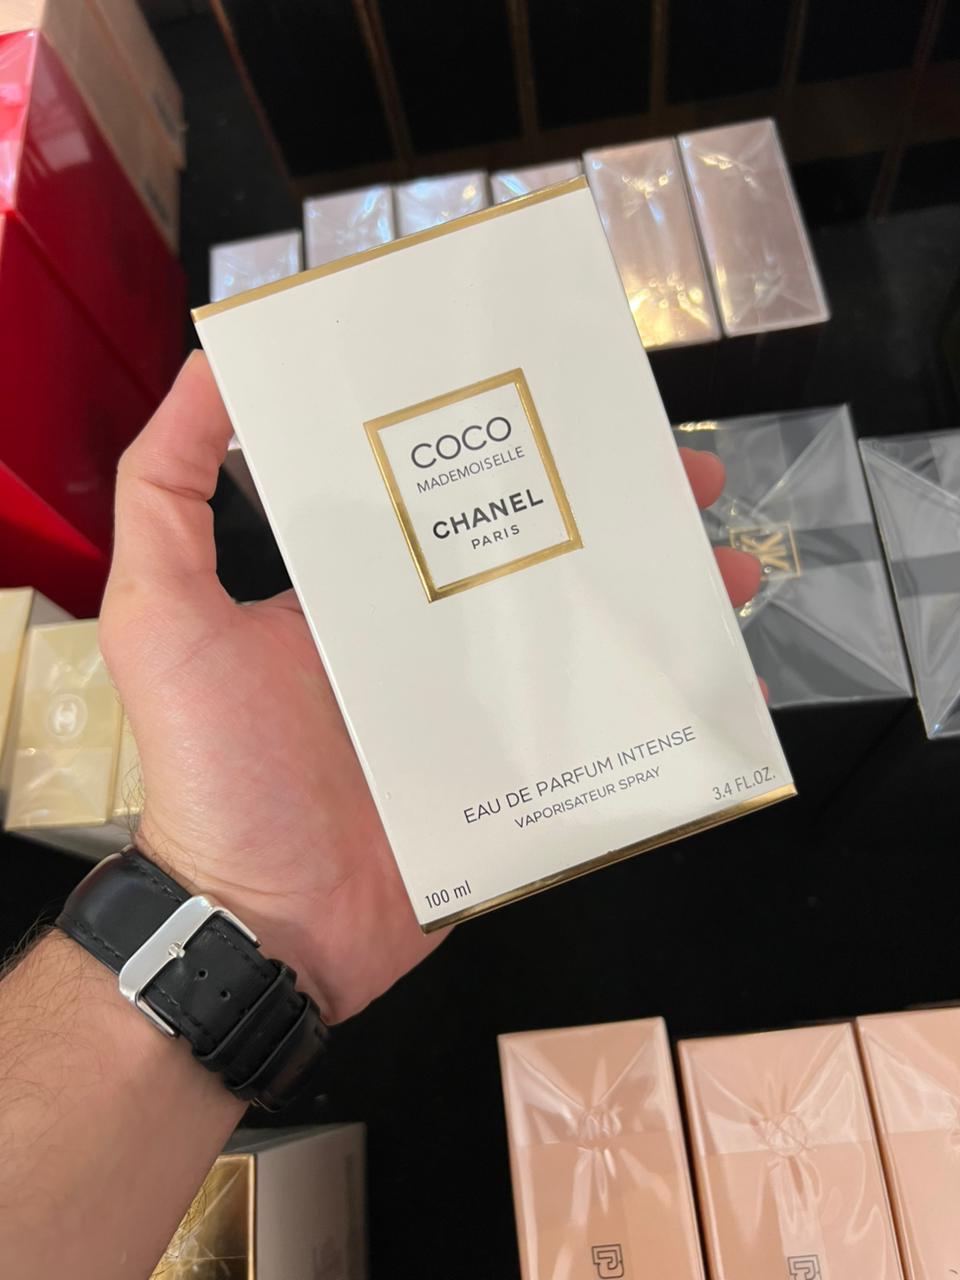 COCO
MADEMOISELLE
CHANEL
PARIS
EAU DE PARFUM INTENSE
VAPORISATEUR SPRAY
3.4 FL.OZ.
100 ml